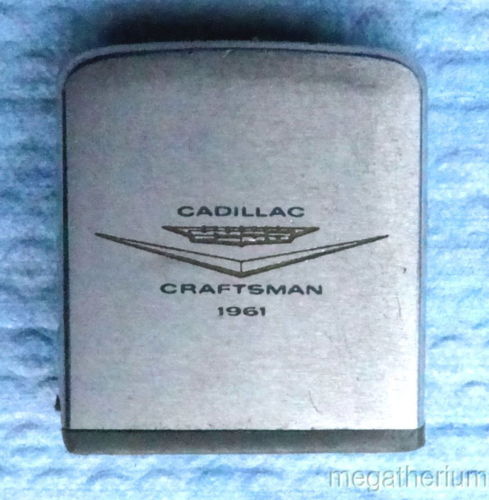 CADILLAC
CRAFTSMAN
1961
megatherium